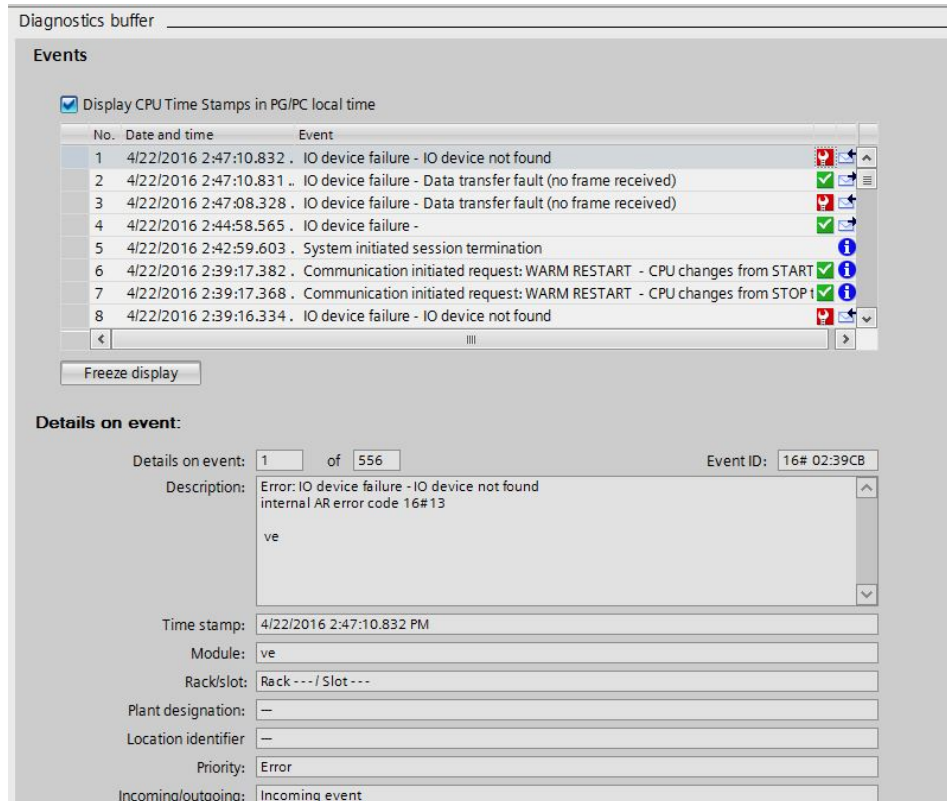 Diagnostics buffer
Events
Display CPU Time Stamps in PG/PC local time
No. Date and time Event
1 4/22/2016 2:47:10.832 . IO device failure - IO device not found
2 4/22/2016 2:47:10.831 .. IO device failure - Data transfer fault (no frame received)
3 4/22/2016 2:47:08.328 . IO device failure - Data transfer fault (no frame received)
4 4/22/2016 2:44:58.565 . IO device failure -
5 4/22/2016 2:42:59.603 . System initiated session termination
6 4/22/2016 2:39:17.382 . Communication initiated request: WARM RESTART - CPU changes from START
7 4/22/2016 2:39:17.368 . Communication initiated request: WARM RESTART - CPU changes from STOP t
8 4/22/2016 2:39:16.334 . IO device failure - IO device not found
Freeze display
Details on event:
Details on event: 1 of 556 Event ID: 16# 02:39CB
Description: Error: IO device failure - IO device not found
internal AR error code 16#13
ve
Time stamp: 4/22/2016 2:47:10.832 PM
Module: ve
Rack/slot: Rack --- / Slot ---
Plant designation: ---
Location identifier ---
Priority: Error
Incoming/outgoing: Incoming event